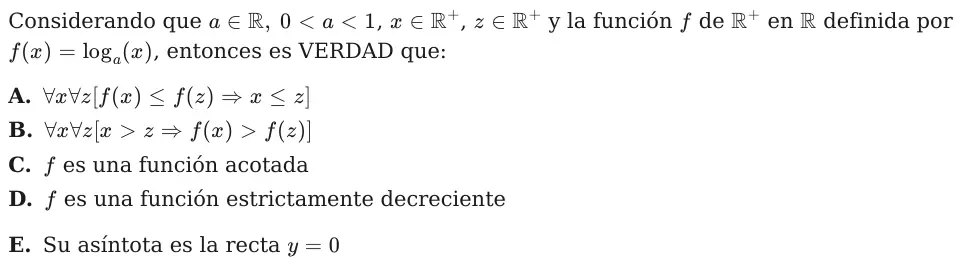 Considerando que a ∈ ℝ, 0 < a < 1, x ∈ ℝ⁺, z ∈ ℝ⁺ y la función f de ℝ⁺ en ℝ definida por
f(x) = logₐ(x), entonces es VERDAD que:
A. ∀x∀z[f(x) ≤ f(z) ⇒ x ≤ z]
B. ∀x∀z[x > z ⇒ f(x) > f(z)]
C. f es una función acotada
D. f es una función estrictamente decreciente
E. Su asíntota es la recta y = 0